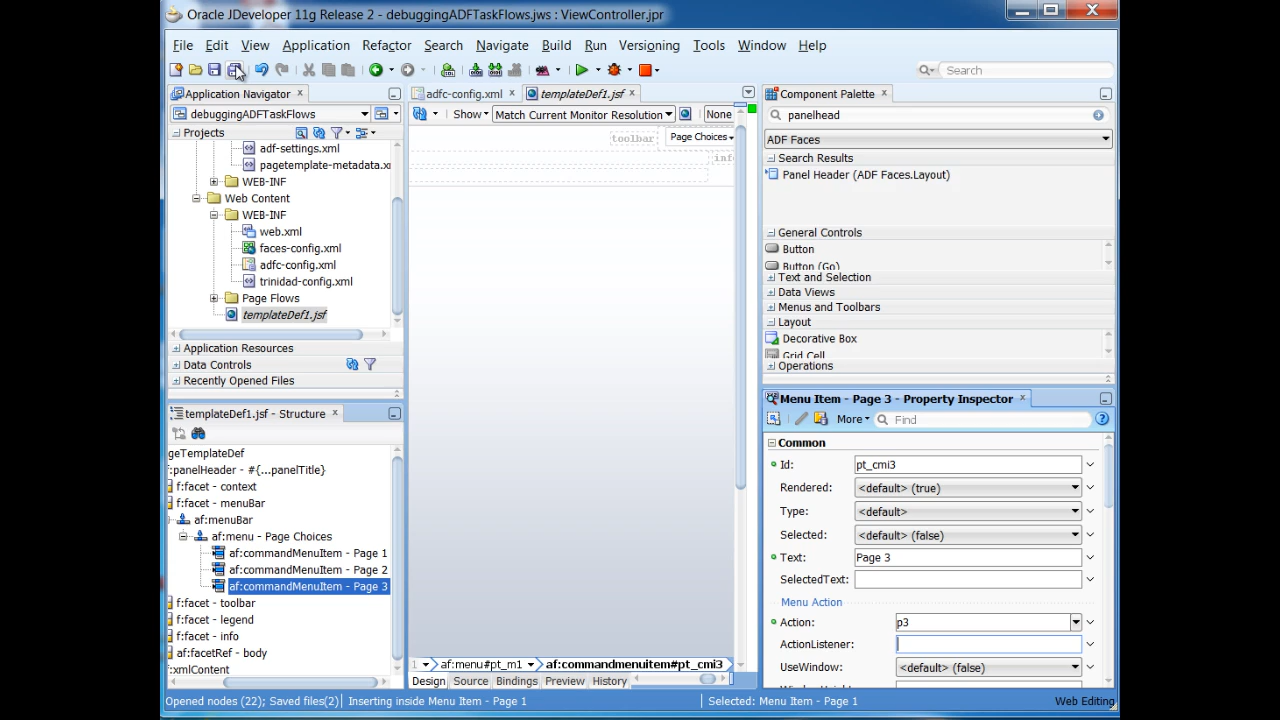 Oracle JDeveloper 11g Release 2 - debuggingADFTaskFlows.jws : ViewController.jpr
File Edit View Application Refactor Search Navigate Build Run Versioning Tools Window Help
Search
Application Navigator
debuggingADFTaskFlows
Projects
adf-settings.xml
pagetemplate-metadata.x
WEB-INF
Web Content
WEB-INF
web.xml
faces-config.xml
adfc-config.xml
trinidad-config.xml
Page Flows
templateDef1.jsf
Application Resources
Data Controls
Recently Opened Files
templateDef1.jsf - Structure
geTemplateDef
f:panelHeader - #{...panelTitle}
f:facet - context
f:facet - menuBar
af:menuBar
af:menu - Page Choices
af:commandMenuItem - Page 1
af:commandMenuItem - Page 2
af:commandMenuItem - Page 3
f:facet - toolbar
f:facet - legend
f:facet - info
af:facetRef - body
:xmlContent
adfc-config.xml templateDef1.jsf
Show Match Current Monitor Resolution None
toolbar Page Choices
info
1 af:menu#pt_m1 af:commandmenuitem#pt_cmi3
Design Source Bindings Preview History
Component Palette
panelhead
ADF Faces
Search Results
Panel Header (ADF Faces.Layout)
General Controls
Button
Button (Go)
Text and Selection
Data Views
Menus and Toolbars
Layout
Decorative Box
Grid Cell
Operations
Menu Item - Page 3 - Property Inspector
More Find
Common
Id: pt_cmi3
Rendered: <default> (true)
Type: <default>
Selected: <default> (false)
Text: Page 3
SelectedText:
Menu Action
Action: p3
ActionListener:
UseWindow: <default> (false)
Opened nodes (22); Saved files(2) Inserting inside Menu Item - Page 1 Selected: Menu Item - Page 1 Web Editing